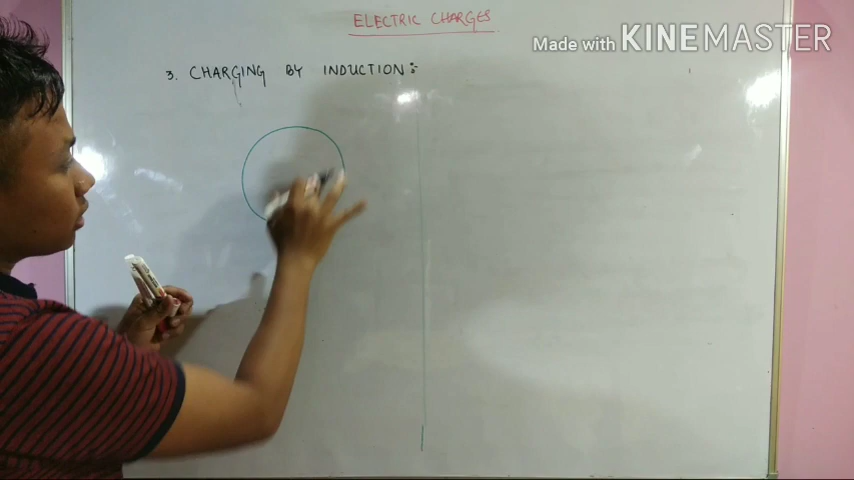 ELECTRIC CHARGES
Made with KINEMASTER
3. CHARGING BY INDUCTION :-